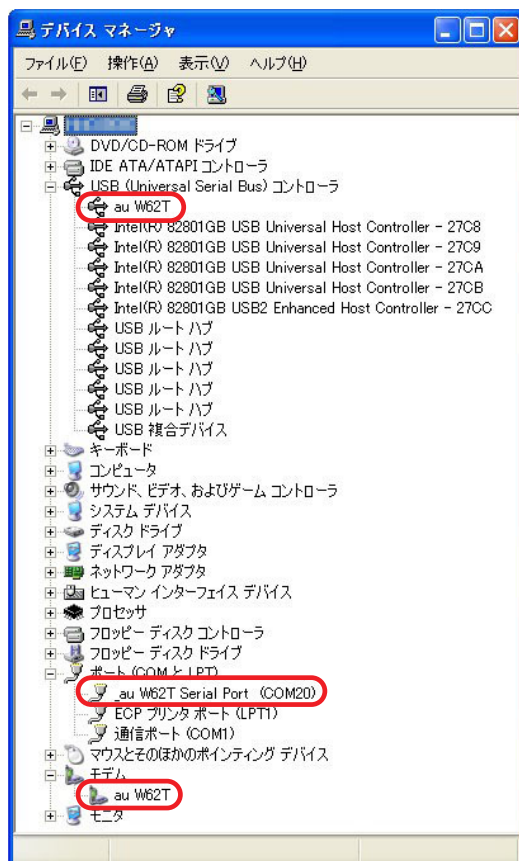 デバイス マネージャ
ファイル(F) 操作(A) 表示(V) ヘルプ(H)
DVD/CD-ROM ドライブ
IDE ATA/ATAPI コントローラ
USB (Universal Serial Bus) コントローラ
au W62T
Intel(R) 82801GB USB Universal Host Controller - 27C8
Intel(R) 82801GB USB Universal Host Controller - 27C9
Intel(R) 82801GB USB Universal Host Controller - 27CA
Intel(R) 82801GB USB Universal Host Controller - 27CB
Intel(R) 82801GB USB2 Enhanced Host Controller - 27CC
USB ルート ハブ
USB ルート ハブ
USB ルート ハブ
USB ルート ハブ
USB ルート ハブ
USB 複合デバイス
キーボード
コンピュータ
サウンド、ビデオ、およびゲーム コントローラ
システム デバイス
ディスク ドライブ
ディスプレイ アダプタ
ネットワーク アダプタ
ヒューマン インターフェイス デバイス
プロセッサ
フロッピー ディスク コントローラ
フロッピー ディスク ドライブ
ポート (COM と LPT)
_au W62T Serial Port (COM20)
ECP プリンタ ポート (LPT1)
通信ポート (COM1)
マウスとそのほかのポインティング デバイス
モデム
au W62T
モニタ